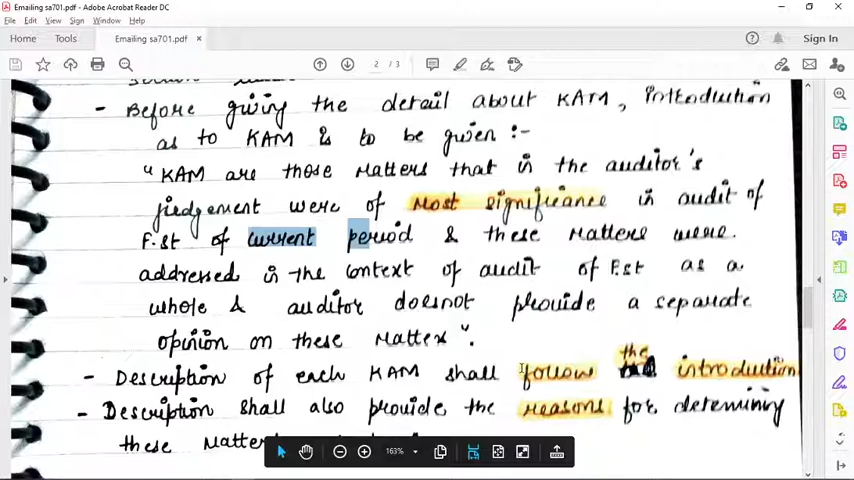 Emailing sa701.pdf - Adobe Acrobat Reader DC
File Edit View Sign Window Help
Home Tools Emailing sa701.pdf × Sign In
2 / 3
- Before giving the detail about KAM, introduction
as to KAM is to be given :-
"KAM are those Matters that in the auditor's
judgement were of Most significance in audit of
F.St of current period & these Matters were.
addressed in the context of audit of F.st as a
whole & auditor doesnot provide a separate
opinion on these Matters".
- Description of each KAM shall follow the introduction
- Description shall also provide the reasons for determining
these Matters
163%